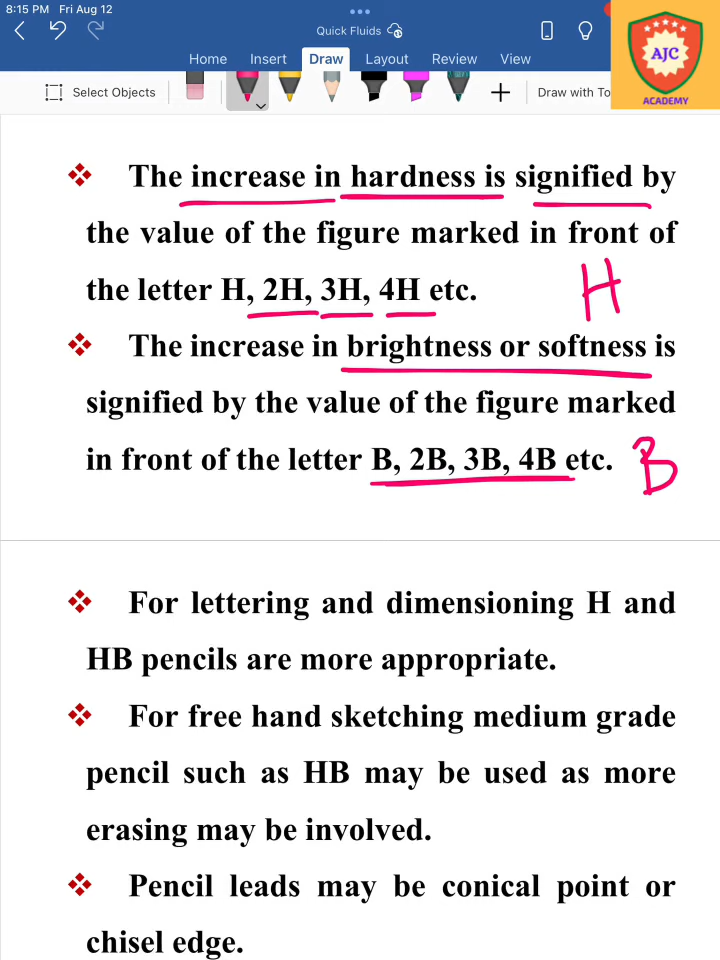 8:15 PM Fri Aug 12
Quick Fluids
Home Insert Draw Layout Review View
Select Objects
Draw with To
AJC
ACADEMY
❖ The increase in hardness is signified by
the value of the figure marked in front of
the letter H, 2H, 3H, 4H etc.
H
❖ The increase in brightness or softness is
signified by the value of the figure marked
in front of the letter B, 2B, 3B, 4B etc.
B
❖ For lettering and dimensioning H and
HB pencils are more appropriate.
❖ For free hand sketching medium grade
pencil such as HB may be used as more
erasing may be involved.
❖ Pencil leads may be conical point or
chisel edge.